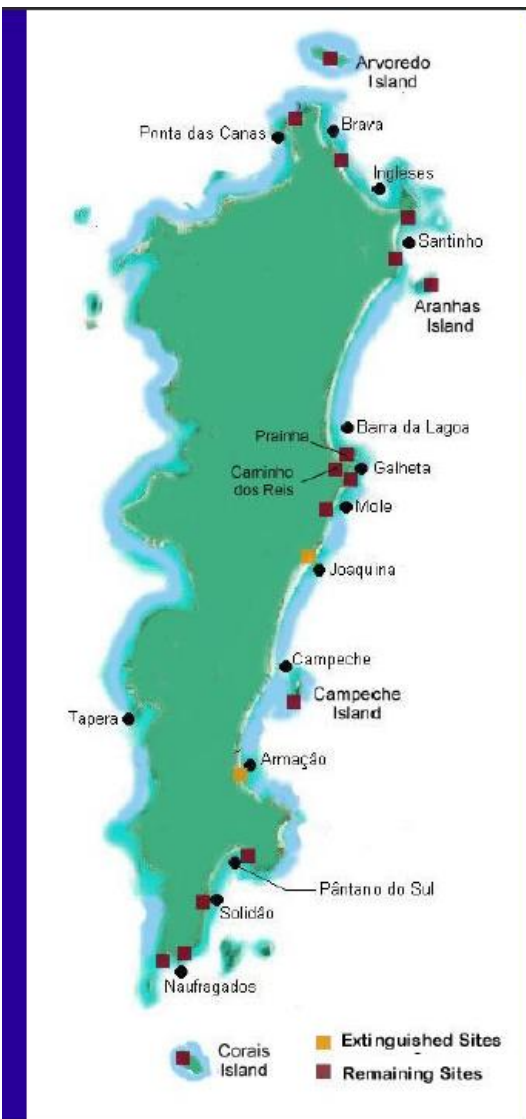 Arvoredo
Island
Ponta das Canas
Brava
Ingleses
Santinho
Aranhas
Island
Barra da Lagoa
Prainha
Caminho
dos Reis
Galheta
Mole
Joaquina
Campeche
Campeche
Island
Tapera
Armação
Pântano do Sul
Solidão
Naufragados
Corais
Island
Extinguished Sites
Remaining Sites